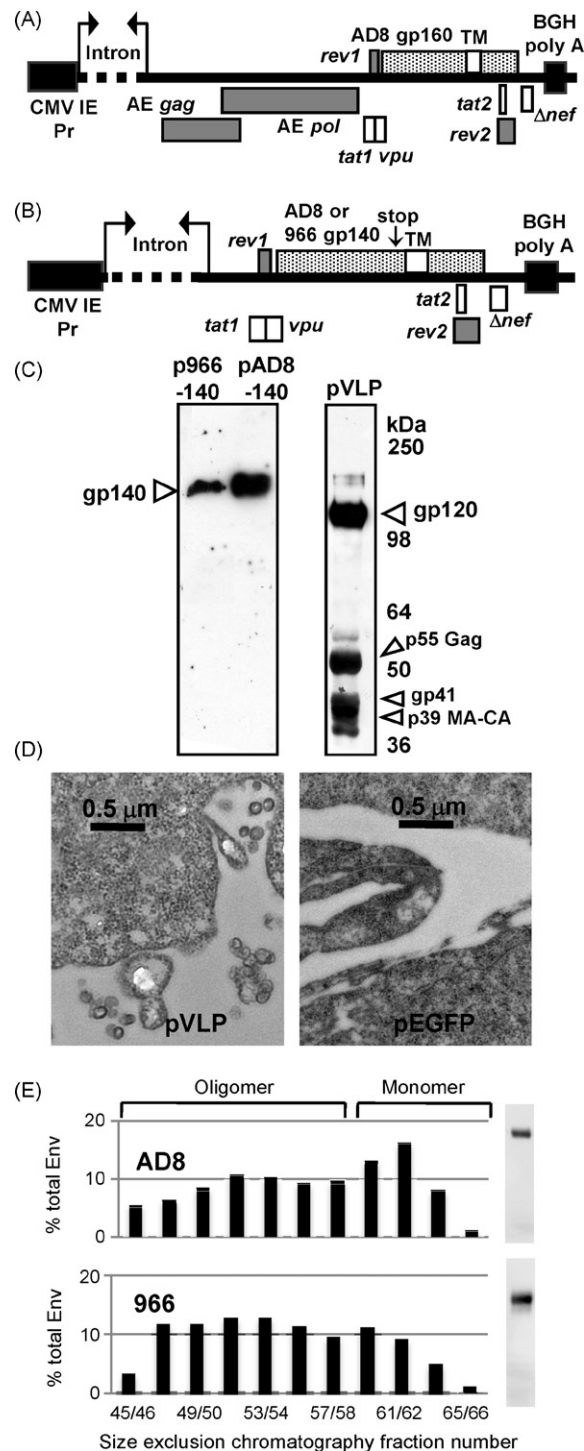 (A)
AD8 gp160 TM
BGH
poly A
Intron
rev1
CMV IE
Pr
AE gag
AE pol
tat1 vpu
tat2
rev2
Δnef
(B)
AD8 or
966 gp140
stop
TM
BGH
poly A
Intron
rev1
CMV IE
Pr
tat1
vpu
tat2
rev2
Δnef
(C)
p966
-140
pAD8
-140
pVLP
kDa
250
gp140
gp120
98
64
p55 Gag
50
gp41
p39 MA-CA
36
(D)
0.5 μm
0.5 μm
pVLP
pEGFP
(E)
Oligomer
Monomer
% total Env
20
10
0
AD8
% total Env
20
10
0
966
45/46 49/50 53/54 57/58 61/62 65/66
Size exclusion chromatography fraction number